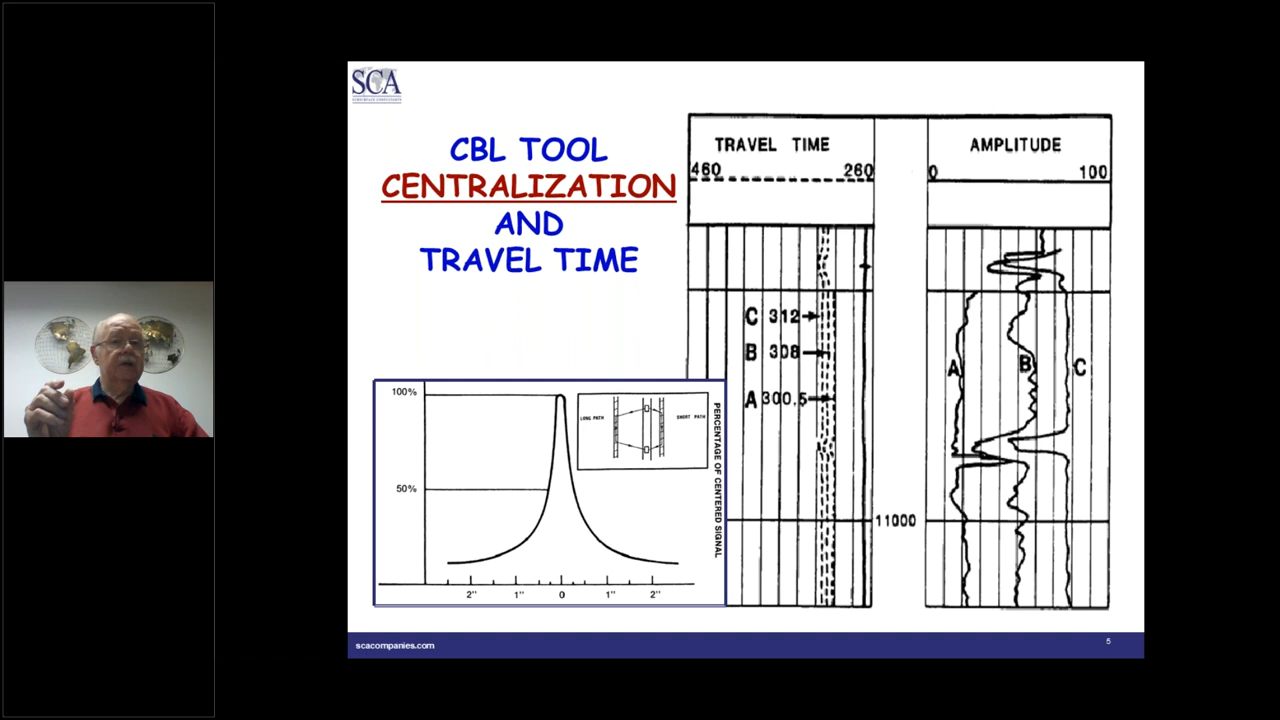 SCA
CBL TOOL
CENTRALIZATION
AND
TRAVEL TIME
TRAVEL TIME
460 260
AMPLITUDE
0 100
C 312
B 308
A 300.5
A B C
11000
100%
50%
LONG PATH
SHORT PATH
PERCENTAGE OF CENTERED SIGNAL
2" 1" 0 1" 2"
scacompanies.com
5